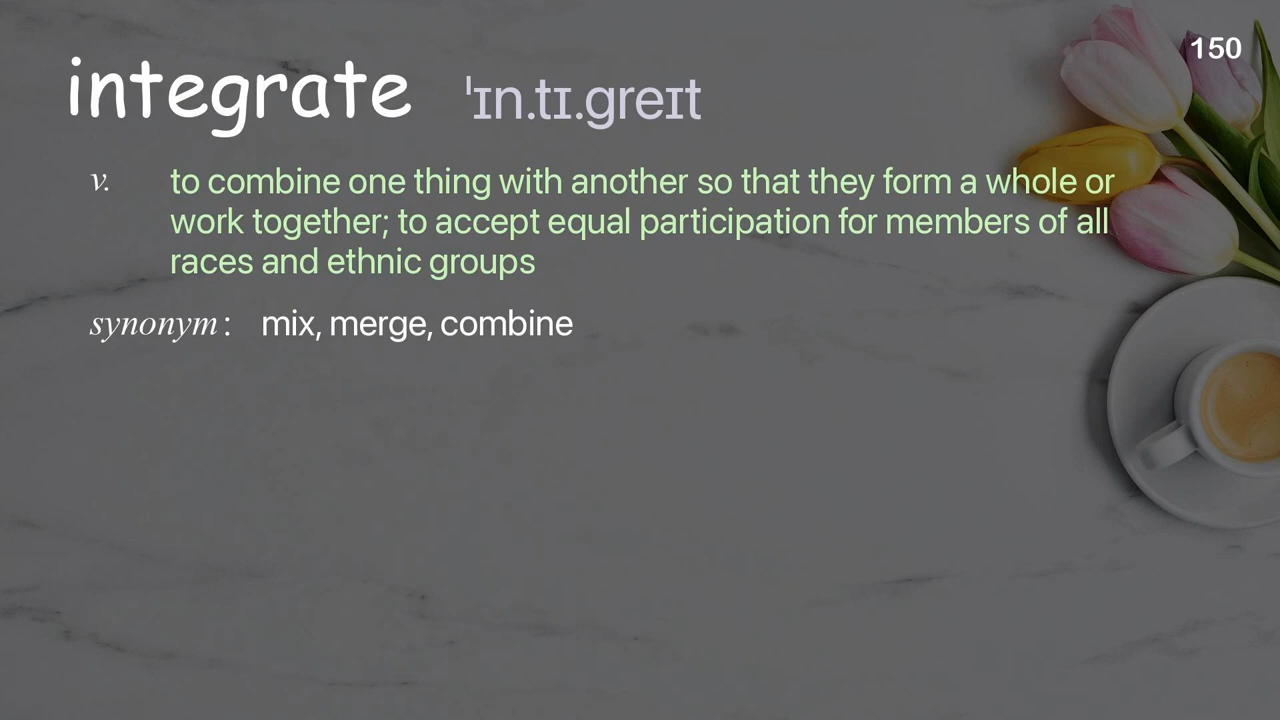 150
integrate ˈɪn.tɪ.ɡreɪt
v. to combine one thing with another so that they form a whole or
work together; to accept equal participation for members of all
races and ethnic groups
synonym: mix, merge, combine